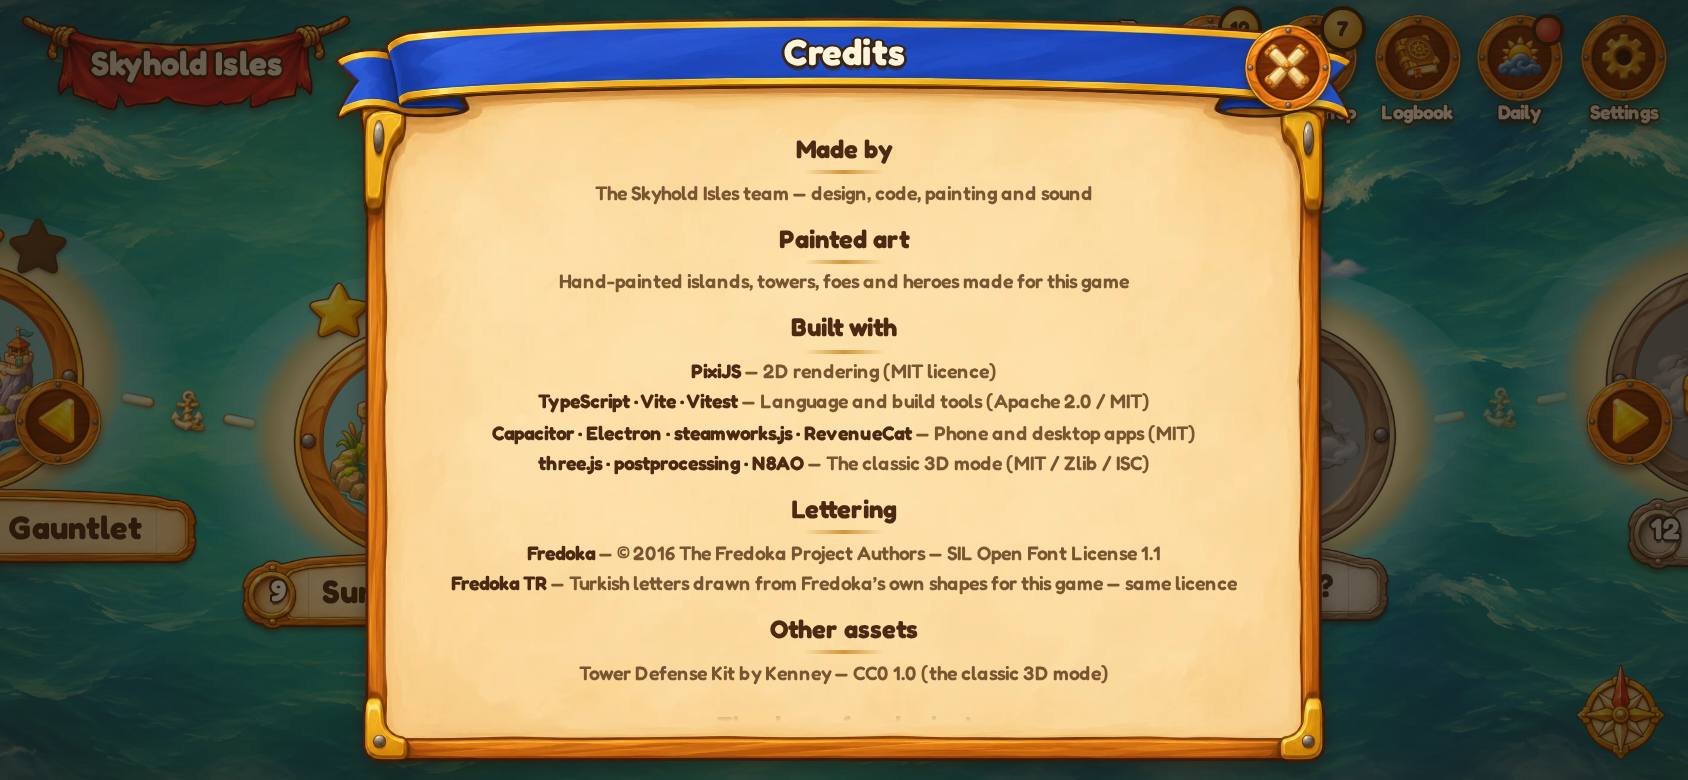 Skyhold Isles
Credits
7
Logbook
Daily
Settings
Made by
The Skyhold Isles team – design, code, painting and sound
Painted art
Hand-painted islands, towers, foes and heroes made for this game
Built with
PixiJS – 2D rendering (MIT licence)
TypeScript · Vite · Vitest – Language and build tools (Apache 2.0 / MIT)
Capacitor · Electron · steamworks.js · RevenueCat – Phone and desktop apps (MIT)
three.js · postprocessing · N8AO – The classic 3D mode (MIT / Zlib / ISC)
Lettering
Fredoka – © 2016 The Fredoka Project Authors – SIL Open Font License 1.1
Fredoka TR – Turkish letters drawn from Fredoka’s own shapes for this game – same licence
Other assets
Tower Defense Kit by Kenney – CC0 1.0 (the classic 3D mode)
Gauntlet
9
?
12